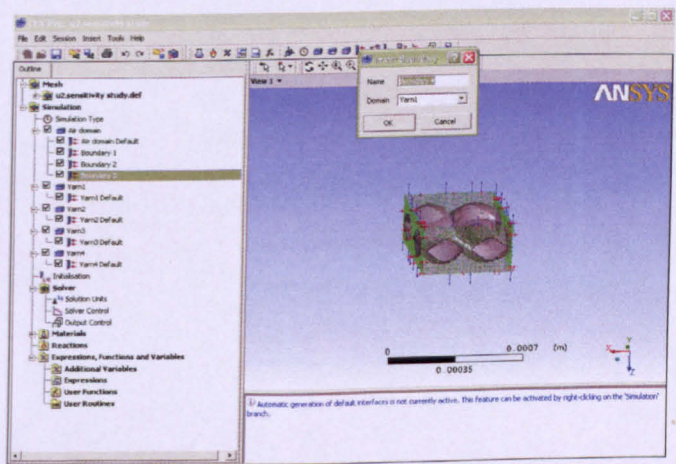 u2.sensitivity study
File Edit Session Insert Tools Help
Outline
Mesh
u2.sensitivity study.def
Simulation
Simulation Type
Air domain
Air domain Default
Boundary 1
Boundary 2
Yarn1
Yarn1 Default
Yarn2
Yarn2 Default
Yarn3
Yarn3 Default
Yarn4
Yarn4 Default
Initialisation
Solver
Solution Units
Solver Control
Output Control
Materials
Reactions
Expressions, Functions and Variables
Additional Variables
Expressions
User Functions
User Routines
View 1
Name
Domain Yarn1
OK Cancel
ANSYS
0 0.0007 (m)
0.00035
X Y Z
Automatic generation of default interfaces is not currently active. This feature can be activated by right-clicking on the 'Simulation'
branch.